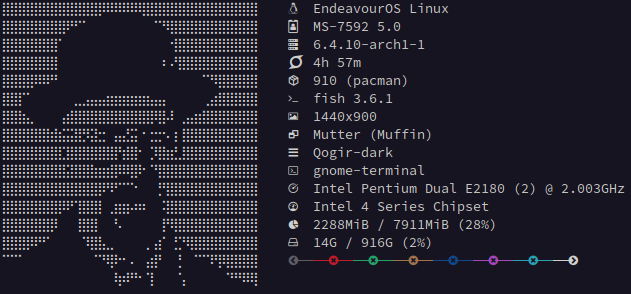 EndeavourOS Linux
MS-7592 5.0
6.4.10-arch1-1
4h 57m
910 (pacman)
fish 3.6.1
1440x900
Mutter (Muffin)
Qogir-dark
gnome-terminal
Intel Pentium Dual E2180 (2) @ 2.003GHz
Intel 4 Series Chipset
2288MiB / 7911MiB (28%)
14G / 916G (2%)